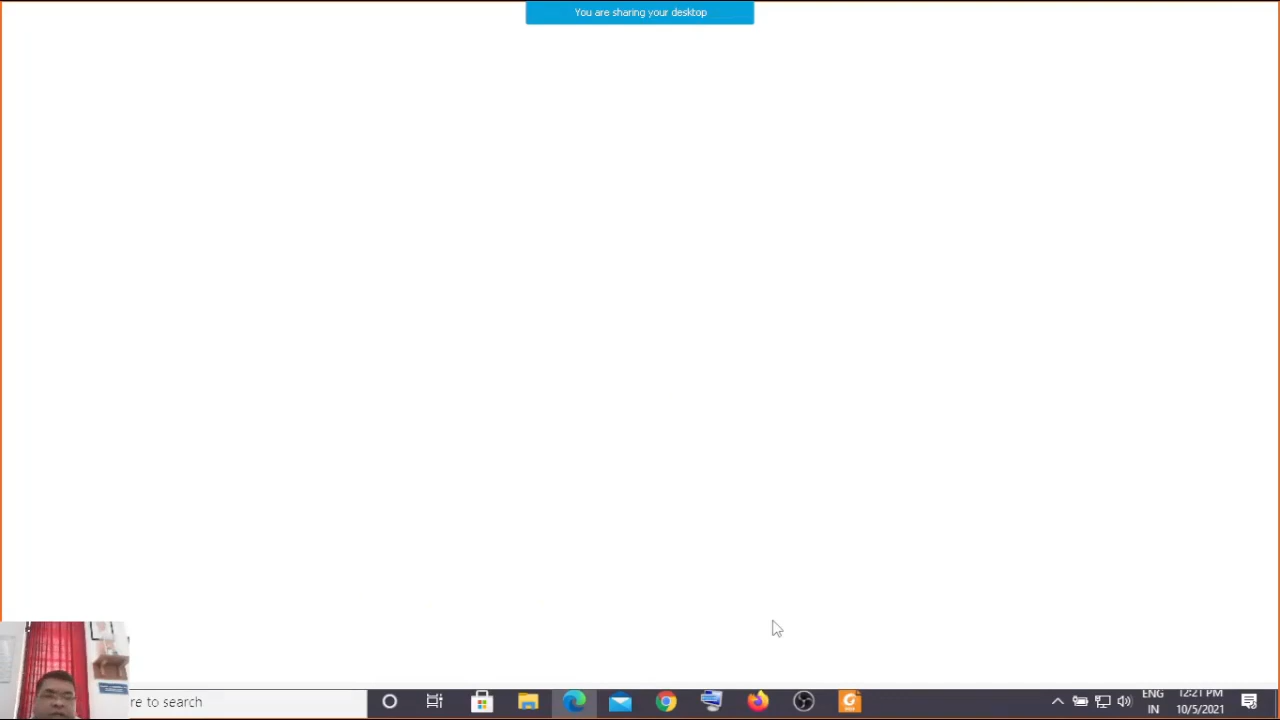 You are sharing your desktop
re to search
ENG
IN
12:21 PM
10/5/2021